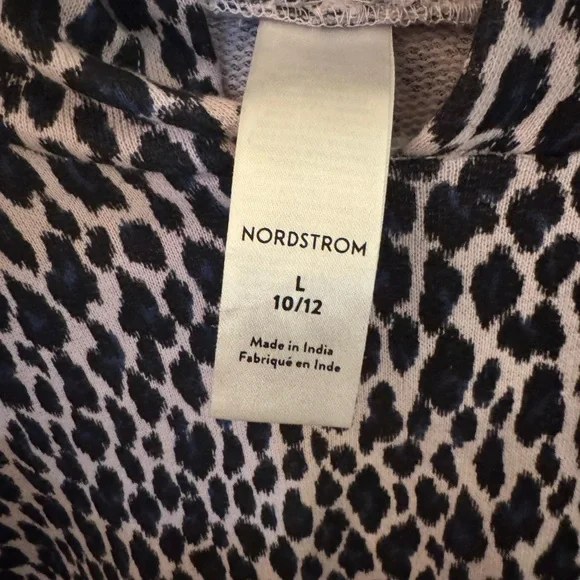 NORDSTROM
L
10/12
Made in India
Fabriqué en Inde